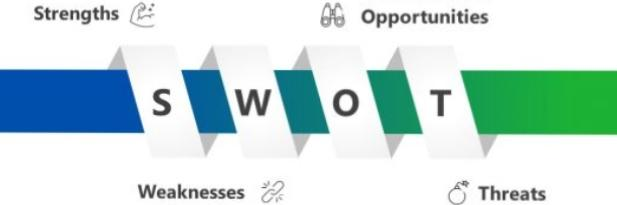 Strengths
Opportunities
S W O T
Weaknesses
Threats